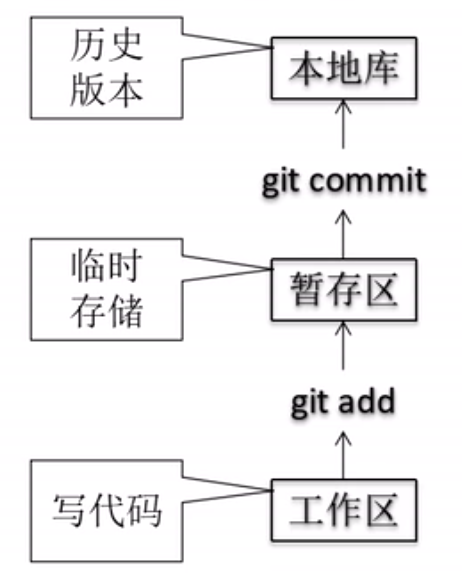 历史
版本
本地库
git commit
临时
存储
暂存区
git add
写代码
工作区